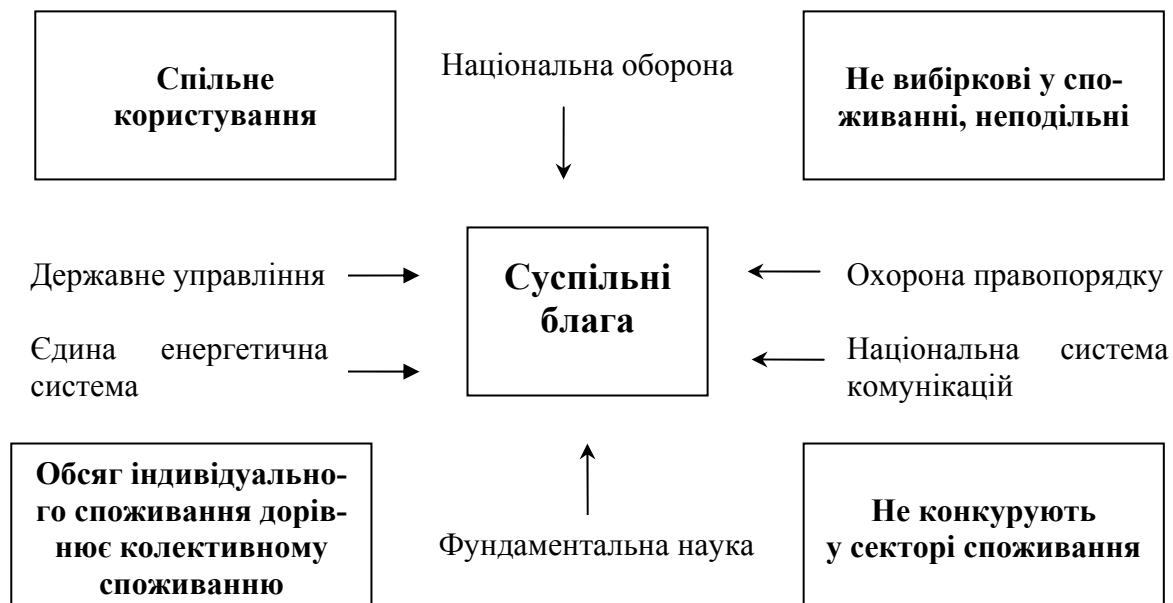 Спільне
користування
Національна оборона
Не вибіркові у спо-
живанні, неподільні
Державне управління
Суспільні
блага
Охорона правопорядку
Єдина енергетична
система
Національна система
комунікацій
Обсяг індивідуально-
го споживання дорів-
нює колективному
споживанню
Фундаментальна наука
Не конкурують
у секторі споживання